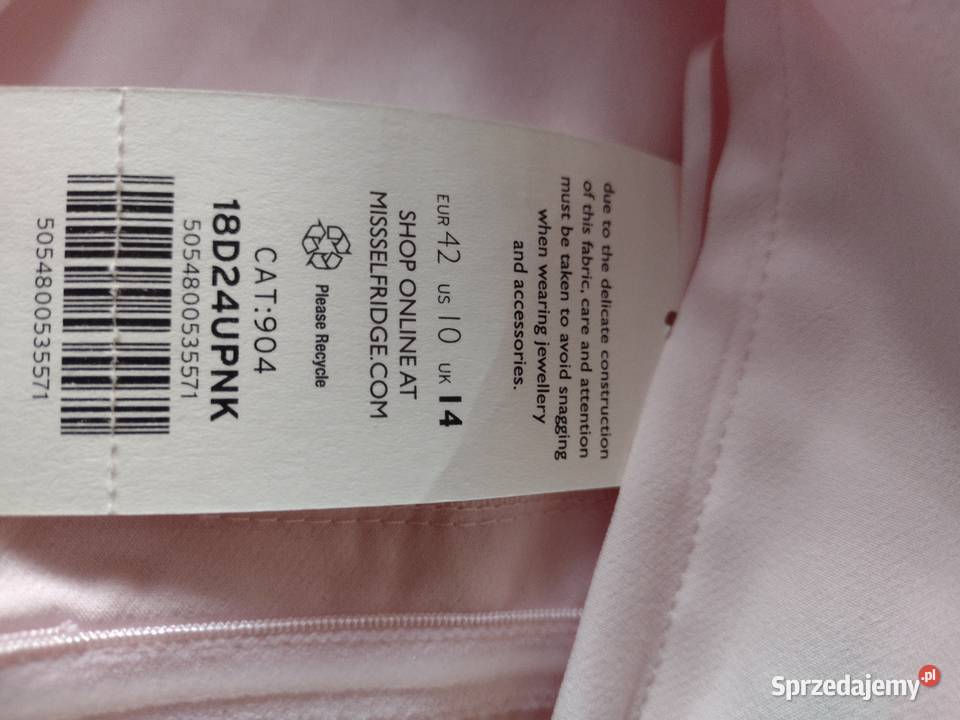 due to the delicate construction
of this fabric, care and attention
must be taken to avoid snagging
when wearing jewellery
and accessories.
EUR 42 US 10 UK 14
SHOP ONLINE AT
MISSSELFRIDGE.COM
Please Recycle
CAT:904
18D24UPNK
5054800535571
5054800535571
Sprzedajemy.pl